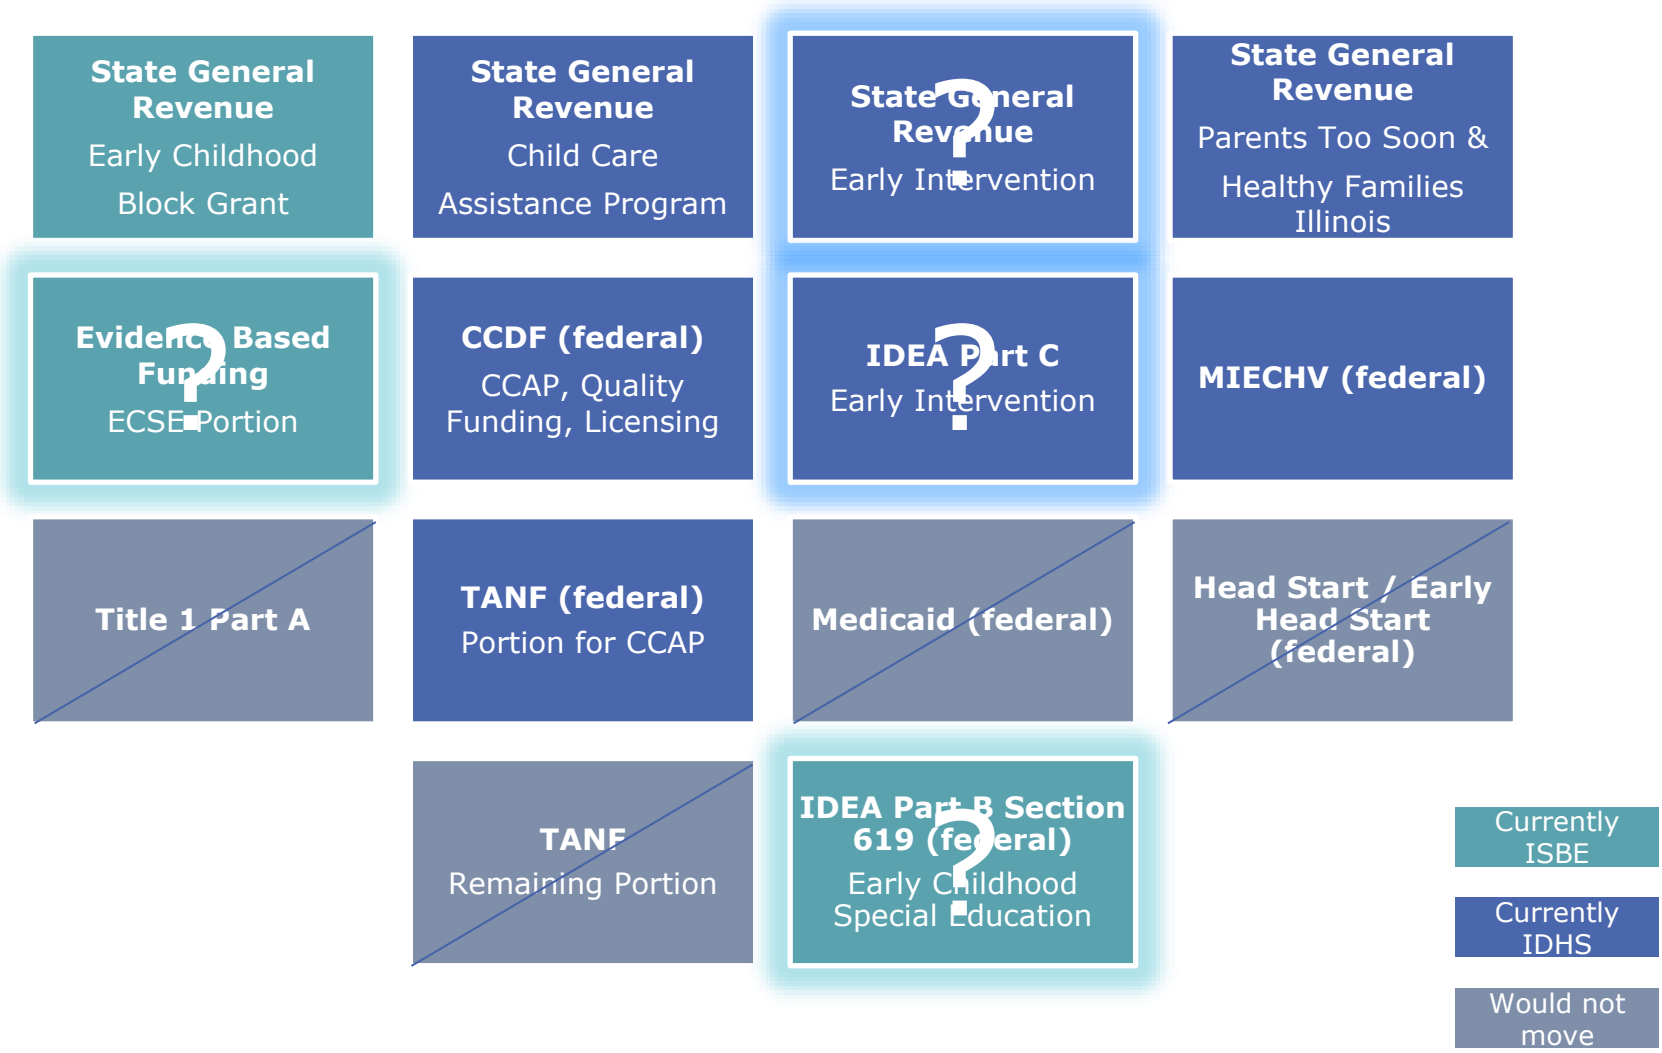 State General
Revenue
Early Childhood
Block Grant
State General
Revenue
Child Care
Assistance Program
State General
Revenue
Early Intervention
?
State General
Revenue
Parents Too Soon &
Healthy Families
Illinois
Evidence Based
Funding
ECSE Portion
?
CCDF (federal)
CCAP, Quality
Funding, Licensing
IDEA Part C
Early Intervention
?
MIECHV (federal)
Title 1 Part A
TANF (federal)
Portion for CCAP
Medicaid (federal)
Head Start / Early
Head Start
(federal)
TANF
Remaining Portion
IDEA Part B Section
619 (federal)
Early Childhood
Special Education
?
Currently
ISBE
Currently
IDHS
Would not
move